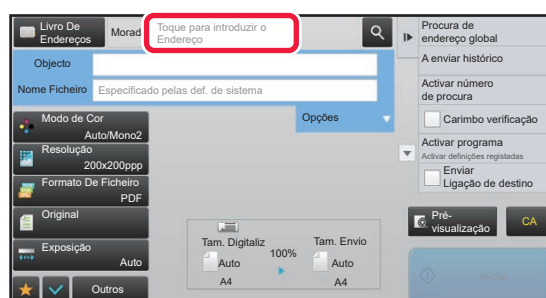 Livro De
Endereços
Morad
Toque para introduzir o
Endereço
Objecto
Nome Ficheiro
Especificado pelas def. de sistema
Opções
Modo de Cor
Auto/Mono2
Resolução
200x200ppp
Formato De Ficheiro
PDF
Original
Exposição
Auto
Outros
Tam. Digitaliz
Auto
A4
100%
Tam. Envio
Auto
A4
Procura de
endereço global
A enviar histórico
Activar número
de procura
Carimbo verificação
Activar programa
Activar definições registadas
Enviar
Ligação de destino
Pré-
visualização
CA
Iniciar